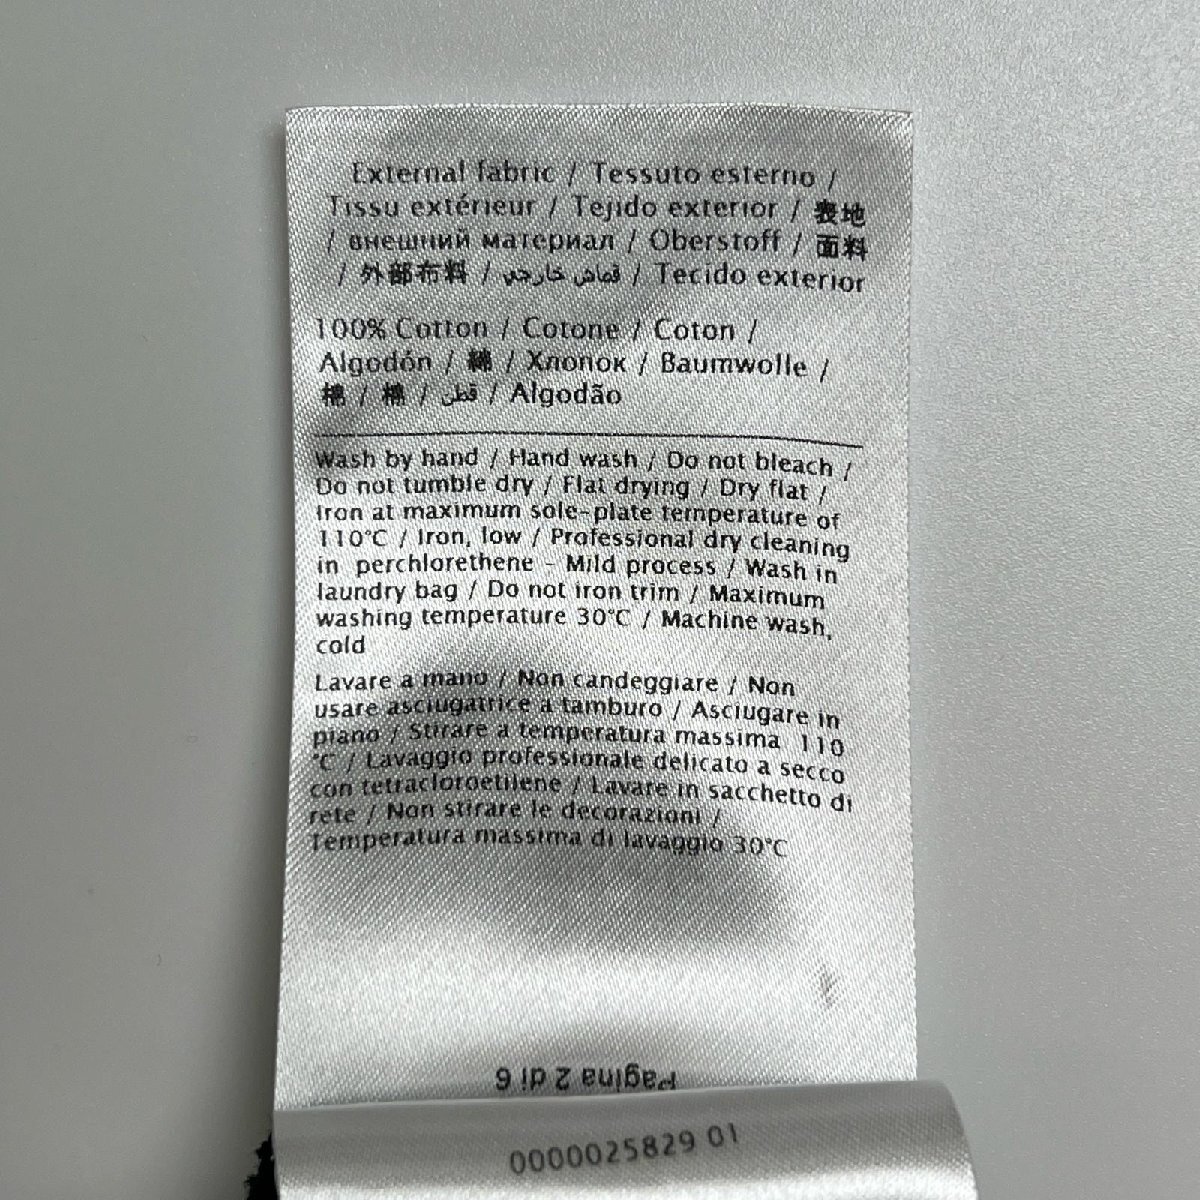 External fabric / Tessuto esterno /
Tissu extérieur / Tejido exterior / 表地
/ внешний материал / Oberstoff / 面料
/ 外部布料 / قماش خارجي / Tecido exterior
100% Cotton / Cotone / Coton /
Algodón / 綿 / Хлопок / Baumwolle /
棉 / 棉 / قطن / Algodão
Wash by hand / Hand wash / Do not bleach /
Do not tumble dry / Flat drying / Dry flat /
Iron at maximum sole-plate temperature of
110°C / Iron, low / Professional dry cleaning
in perchlorethene - Mild process / Wash in
laundry bag / Do not iron trim / Maximum
washing temperature 30°C / Machine wash,
cold
Lavare a mano / Non candeggiare / Non
usare asciugatrice a tamburo / Asciugare in
piano / Stirare a temperatura massima 110
°C / Lavaggio professionale delicato a secco
con tetracloroetilene / Lavare in sacchetto di
rete / Non stirare le decorazioni /
Temperatura massima di lavaggio 30°C
Pagina 2 di 6
0000025829 01